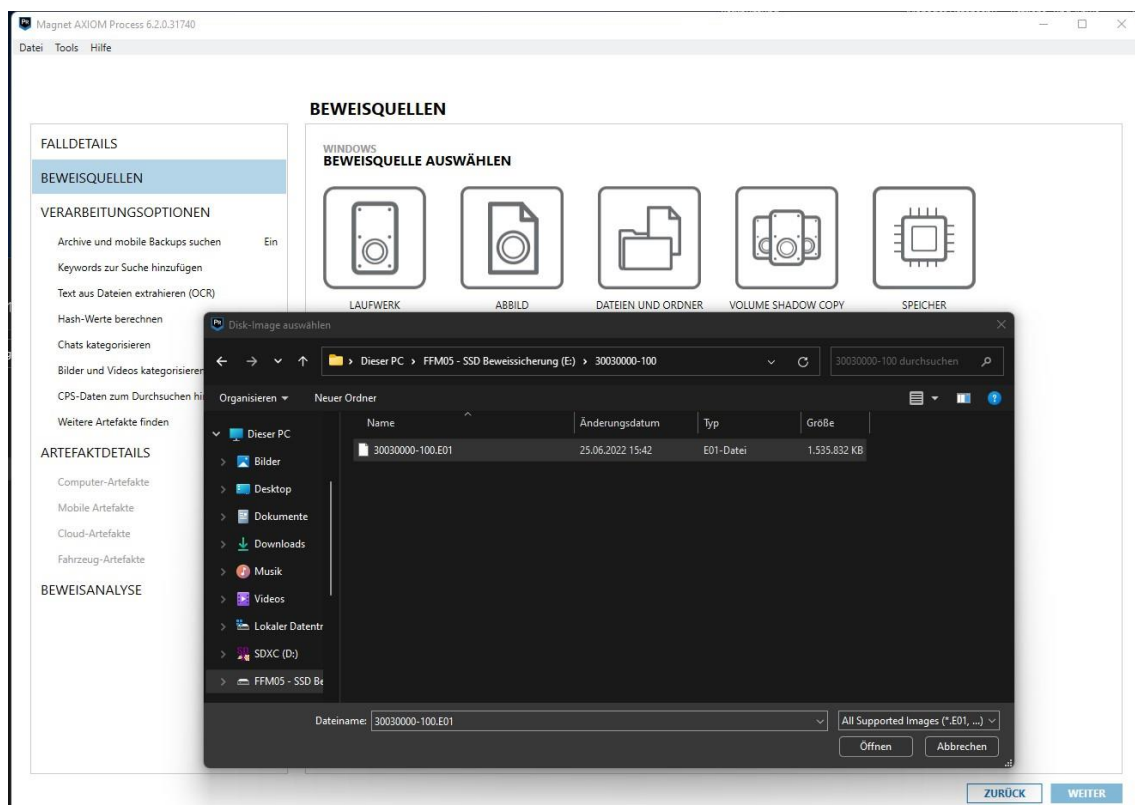 Magnet AXIOM Process 6.2.0.31740
Datei Tools Hilfe
BEWEISQUELLEN
FALLDETAILS
BEWEISQUELLEN
VERARBEITUNGSOPTIONEN
Archive und mobile Backups suchen Ein
Keywords zur Suche hinzufügen
Text aus Dateien extrahieren (OCR)
Hash-Werte berechnen
Chats kategorisieren
Bilder und Videos kategorisieren
CPS-Daten zum Durchsuchen hi
Weitere Artefakte finden
ARTEFAKTDETAILS
Computer-Artefakte
Mobile Artefakte
Cloud-Artefakte
Fahrzeug-Artefakte
BEWEISANALYSE
WINDOWS
BEWEISQUELLE AUSWÄHLEN
LAUFWERK ABBILD DATEIEN UND ORDNER VOLUME SHADOW COPY SPEICHER
Disk-Image auswählen
Dieser PC FFM05 - SSD Beweissicherung (E:) 30030000-100 30030000-100 durchsuchen
Organisieren Neuer Ordner
Name Änderungsdatum Typ Größe
30030000-100.E01 25.06.2022 15:42 E01-Datei 1.535.832 KB
Dieser PC
Bilder
Desktop
Dokumente
Downloads
Musik
Videos
Lokaler Datentr
SDXC (D:)
FFM05 - SSD Be
Dateiname: 30030000-100.E01 All Supported Images (*.E01, ...)
Öffnen Abbrechen
ZURÜCK WEITER